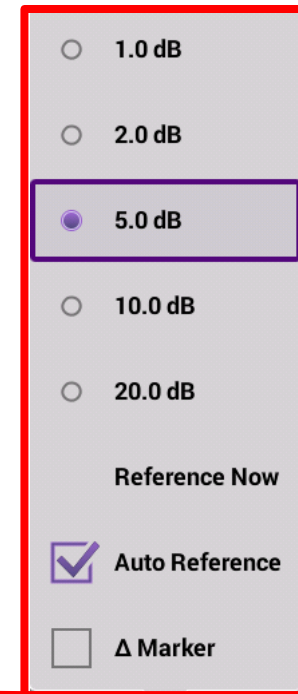 1.0 dB
2.0 dB
5.0 dB
10.0 dB
20.0 dB
Reference Now
Auto Reference
Δ Marker